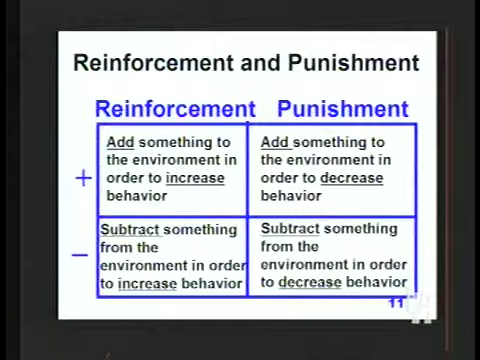 Reinforcement and Punishment
Reinforcement Punishment
+
Add something to
the environment in
order to increase
behavior
Add something to
the environment in
order to decrease
behavior
−
Subtract something
from the
environment in order
to increase behavior
Subtract something
from the
environment in order
to decrease behavior
11